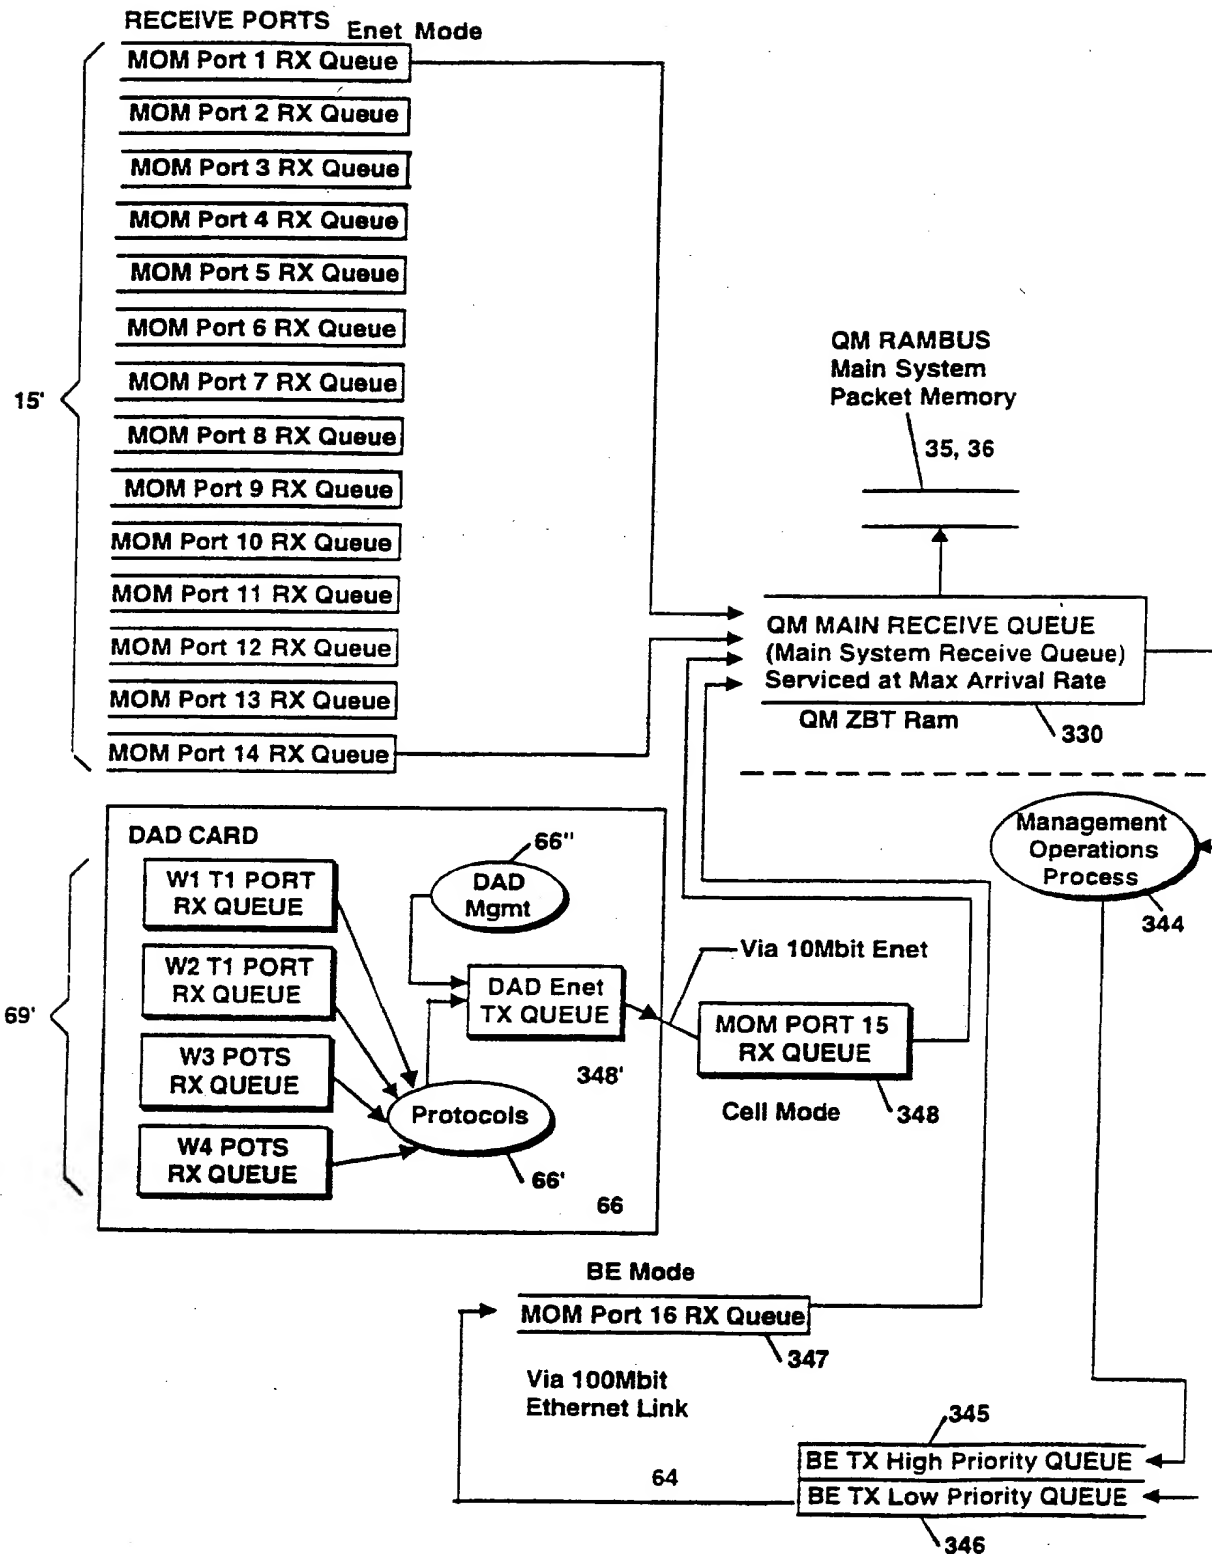 RECEIVE PORTS
Enet Mode
MOM Port 1 RX Queue
MOM Port 2 RX Queue
MOM Port 3 RX Queue
MOM Port 4 RX Queue
MOM Port 5 RX Queue
MOM Port 6 RX Queue
MOM Port 7 RX Queue
MOM Port 8 RX Queue
MOM Port 9 RX Queue
MOM Port 10 RX Queue
MOM Port 11 RX Queue
MOM Port 12 RX Queue
MOM Port 13 RX Queue
MOM Port 14 RX Queue
15'
QM RAMBUS
Main System
Packet Memory
35, 36
QM MAIN RECEIVE QUEUE
(Main System Receive Queue)
Serviced at Max Arrival Rate
QM ZBT Ram
330
Management
Operations
Process
344
DAD CARD
W1 T1 PORT
RX QUEUE
W2 T1 PORT
RX QUEUE
W3 POTS
RX QUEUE
W4 POTS
RX QUEUE
69'
66''
DAD
Mgmt
DAD Enet
TX QUEUE
348'
Protocols
66'
66
Via 10Mbit Enet
MOM PORT 15
RX QUEUE
348
Cell Mode
BE Mode
MOM Port 16 RX Queue
347
Via 100Mbit
Ethernet Link
64
345
BE TX High Priority QUEUE
BE TX Low Priority QUEUE
346